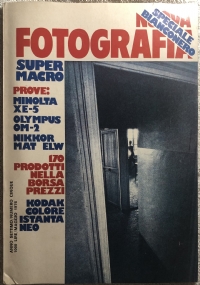 NUOVA
FOTOGRAFIA
SPECIALE
BIANCONERO
SUPER
MACRO
PROVE:
MINOLTA
XE-5
OLYMPUS
OM-2
NIKKOR
MAT ELW
170
PRODOTTI
NELLA
BORSA
PREZZI
KODAK
COLORE
ISTANTA
NEO